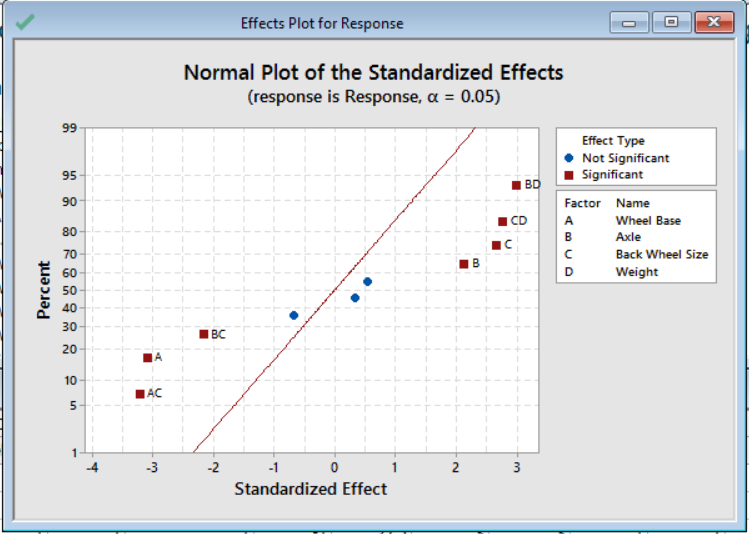 Effects Plot for Response
Normal Plot of the Standardized Effects
(response is Response, α = 0.05)
99
95
90
80
70
60
50
40
30
20
10
5
1
Percent
BD
CD
C
B
BC
A
AC
-4 -3 -2 -1 0 1 2 3
Standardized Effect
Effect Type
Not Significant
Significant
Factor Name
A Wheel Base
B Axle
C Back Wheel Size
D Weight